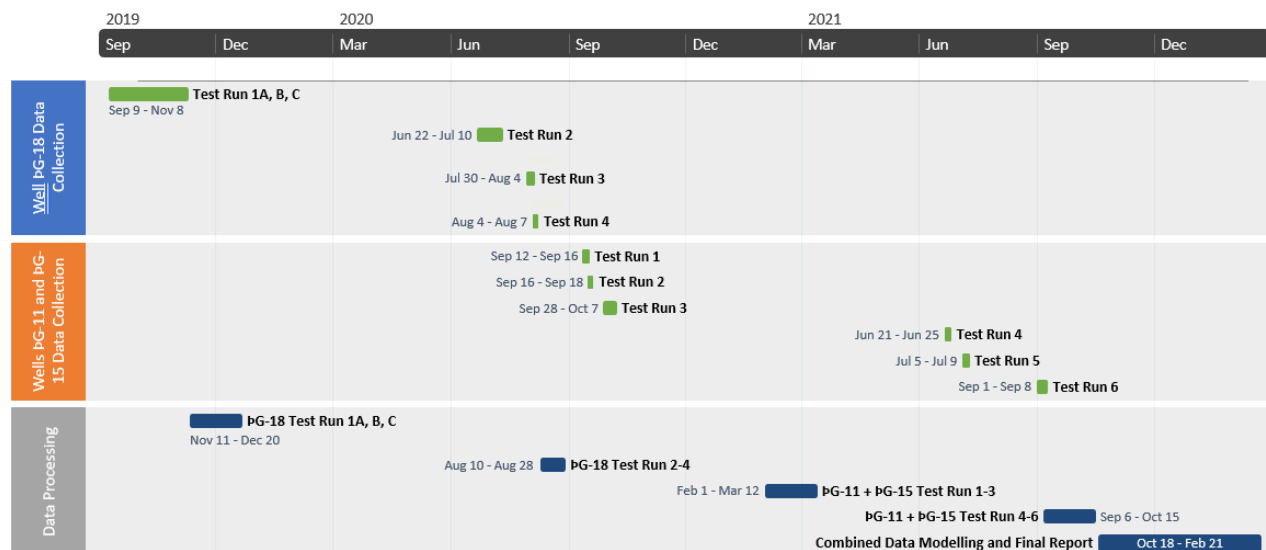 2019 2020 2021
Sep Dec Mar Jun Sep Dec Mar Jun Sep Dec
Well ÞG-18 Data
Collection
Test Run 1A, B, C
Sep 9 - Nov 8
Jun 22 - Jul 10 Test Run 2
Jul 30 - Aug 4 Test Run 3
Aug 4 - Aug 7 Test Run 4
Wells ÞG-11 and ÞG-
15 Data Collection
Sep 12 - Sep 16 Test Run 1
Sep 16 - Sep 18 Test Run 2
Sep 28 - Oct 7 Test Run 3
Jun 21 - Jun 25 Test Run 4
Jul 5 - Jul 9 Test Run 5
Sep 1 - Sep 8 Test Run 6
Data Processing
ÞG-18 Test Run 1A, B, C
Nov 11 - Dec 20
Aug 10 - Aug 28 ÞG-18 Test Run 2-4
Feb 1 - Mar 12 ÞG-11 + ÞG-15 Test Run 1-3
ÞG-11 + ÞG-15 Test Run 4-6 Sep 6 - Oct 15
Combined Data Modelling and Final Report Oct 18 - Feb 21